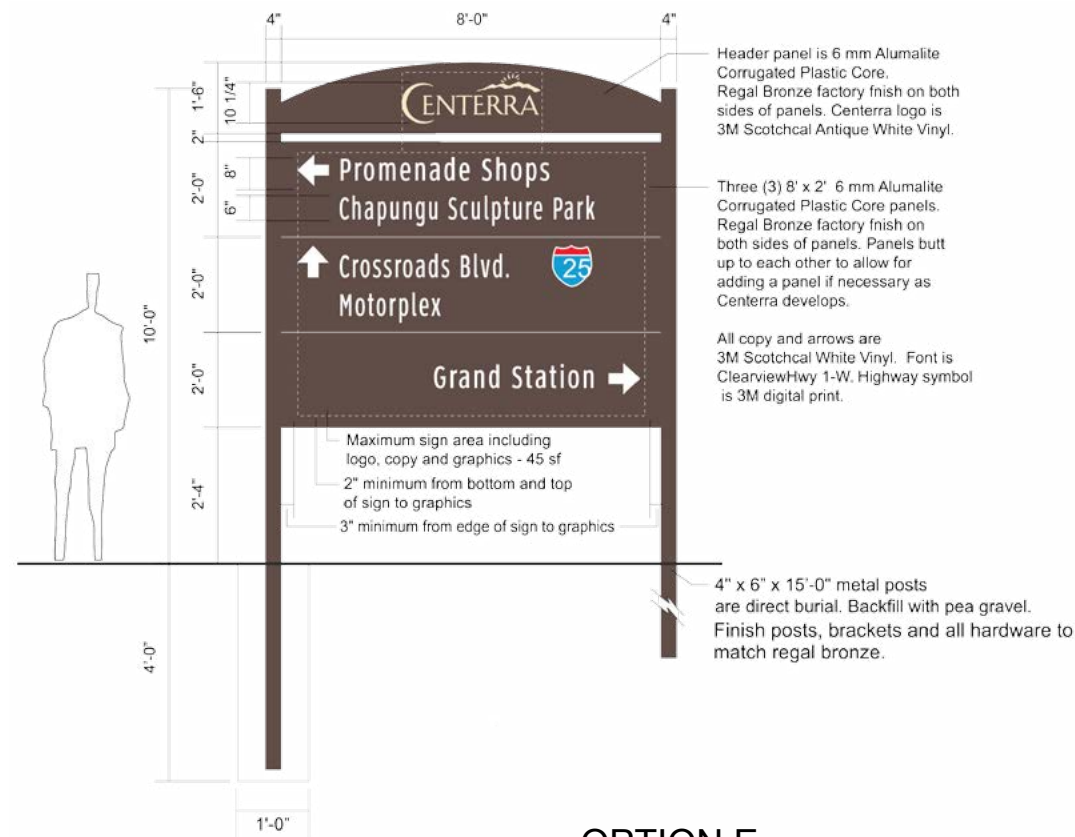 4"
8'-0"
4"
1'-6"
10 1/4"
CENTERRA
Header panel is 6 mm Alumalite
Corrugated Plastic Core.
Regal Bronze factory fnish on both
sides of panels. Centerra logo is
3M Scotchcal Antique White Vinyl.
2"
2'-0"
8"
6"
Promenade Shops
Chapungu Sculpture Park
Three (3) 8' x 2' 6 mm Alumalite
Corrugated Plastic Core panels.
Regal Bronze factory fnish on
both sides of panels. Panels butt
up to each other to allow for
adding a panel if necessary as
Centerra develops.
10'-0"
2'-0"
Crossroads Blvd.
25
Motorplex
All copy and arrows are
3M Scotchcal White Vinyl. Font is
ClearviewHwy 1-W. Highway symbol
is 3M digital print.
2'-0"
Grand Station
2'-4"
Maximum sign area including
logo, copy and graphics - 45 sf
2" minimum from bottom and top
of sign to graphics
3" minimum from edge of sign to graphics
4'-0"
4" x 6" x 15'-0" metal posts
are direct burial. Backfill with pea gravel.
Finish posts, brackets and all hardware to
match regal bronze.
1'-0"